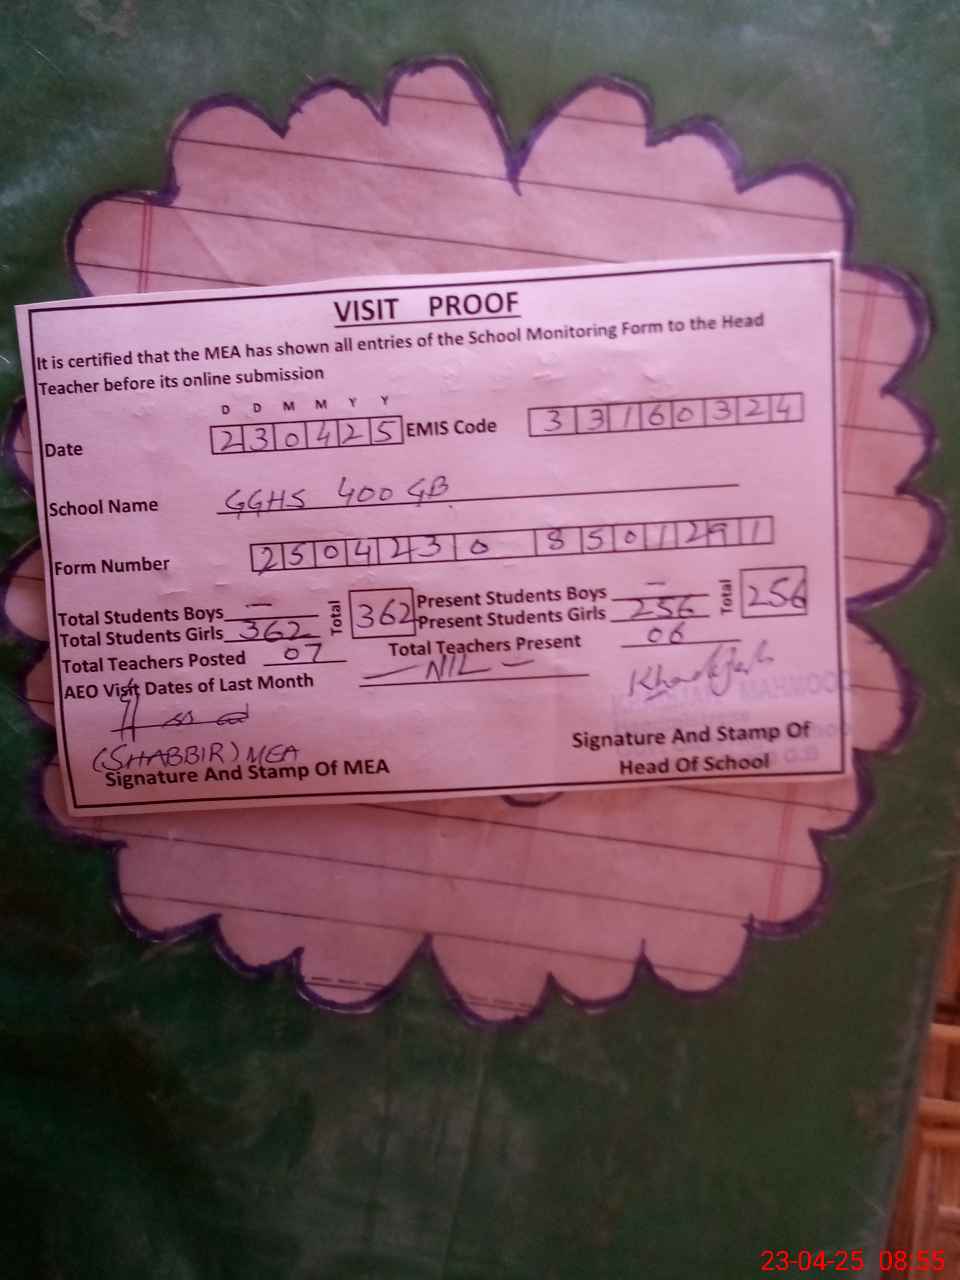 VISIT PROOF
It is certified that the MEA has shown all entries of the School Monitoring Form to the Head
Teacher before its online submission
D D M M Y Y
Date 230425 EMIS Code 33160324
School Name GGHS 400 GB
Form Number 2504230 8501291
Total Students Boys — Total 362 Present Students Boys — Total 256
Total Students Girls 362 Present Students Girls 256
Total Teachers Posted 07 Total Teachers Present 06
AEO Visit Dates of Last Month — NIL —
MAHMOOD
(SHABBIR) MEA
Signature And Stamp Of MEA
Signature And Stamp Of
Head Of School
23-04-25 08:55